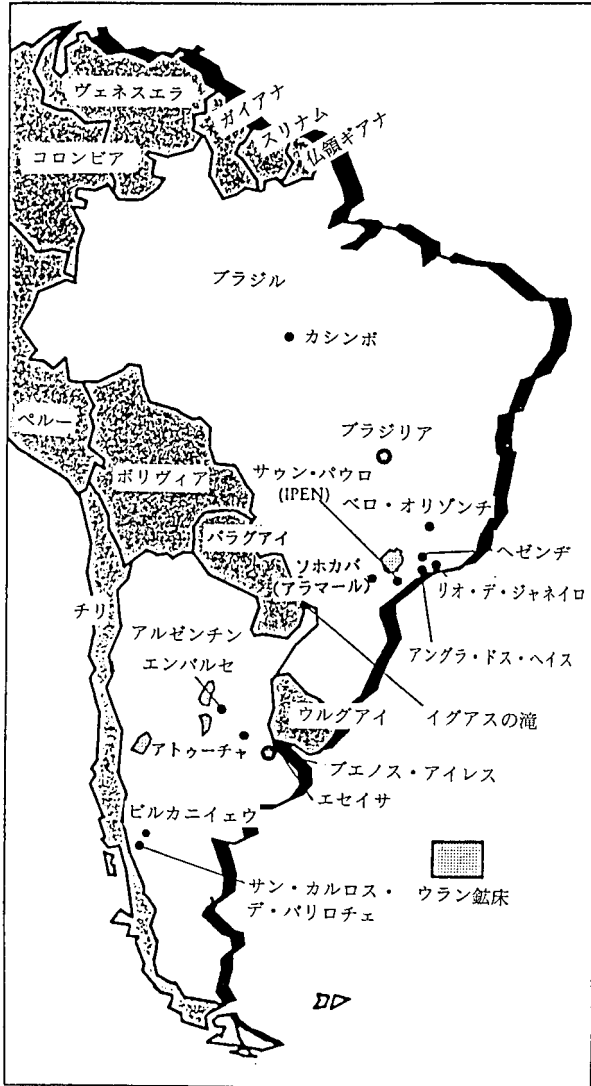 ヴェネスエラ
ガイアナ
スリナム
仏領ギアナ
コロンビア
ブラジル
カシンボ
ペルー
ブラジリア
ボリヴィア
サゥン・パウロ
(IPEN)
ベロ・オリゾンチ
パラグアイ
ソホカバ
(アラマール)
ヘゼンヂ
リオ・デ・ジャネイロ
チリ
アルゼンチン
エンバルセ
アングラ・ドス・ヘイス
ウルグアイ
イグアスの滝
アトゥーチャ
ブエノス・アイレス
エセイサ
ピルカニイェウ
サン・カルロス・
デ・バリロチェ
ウラン鉱床